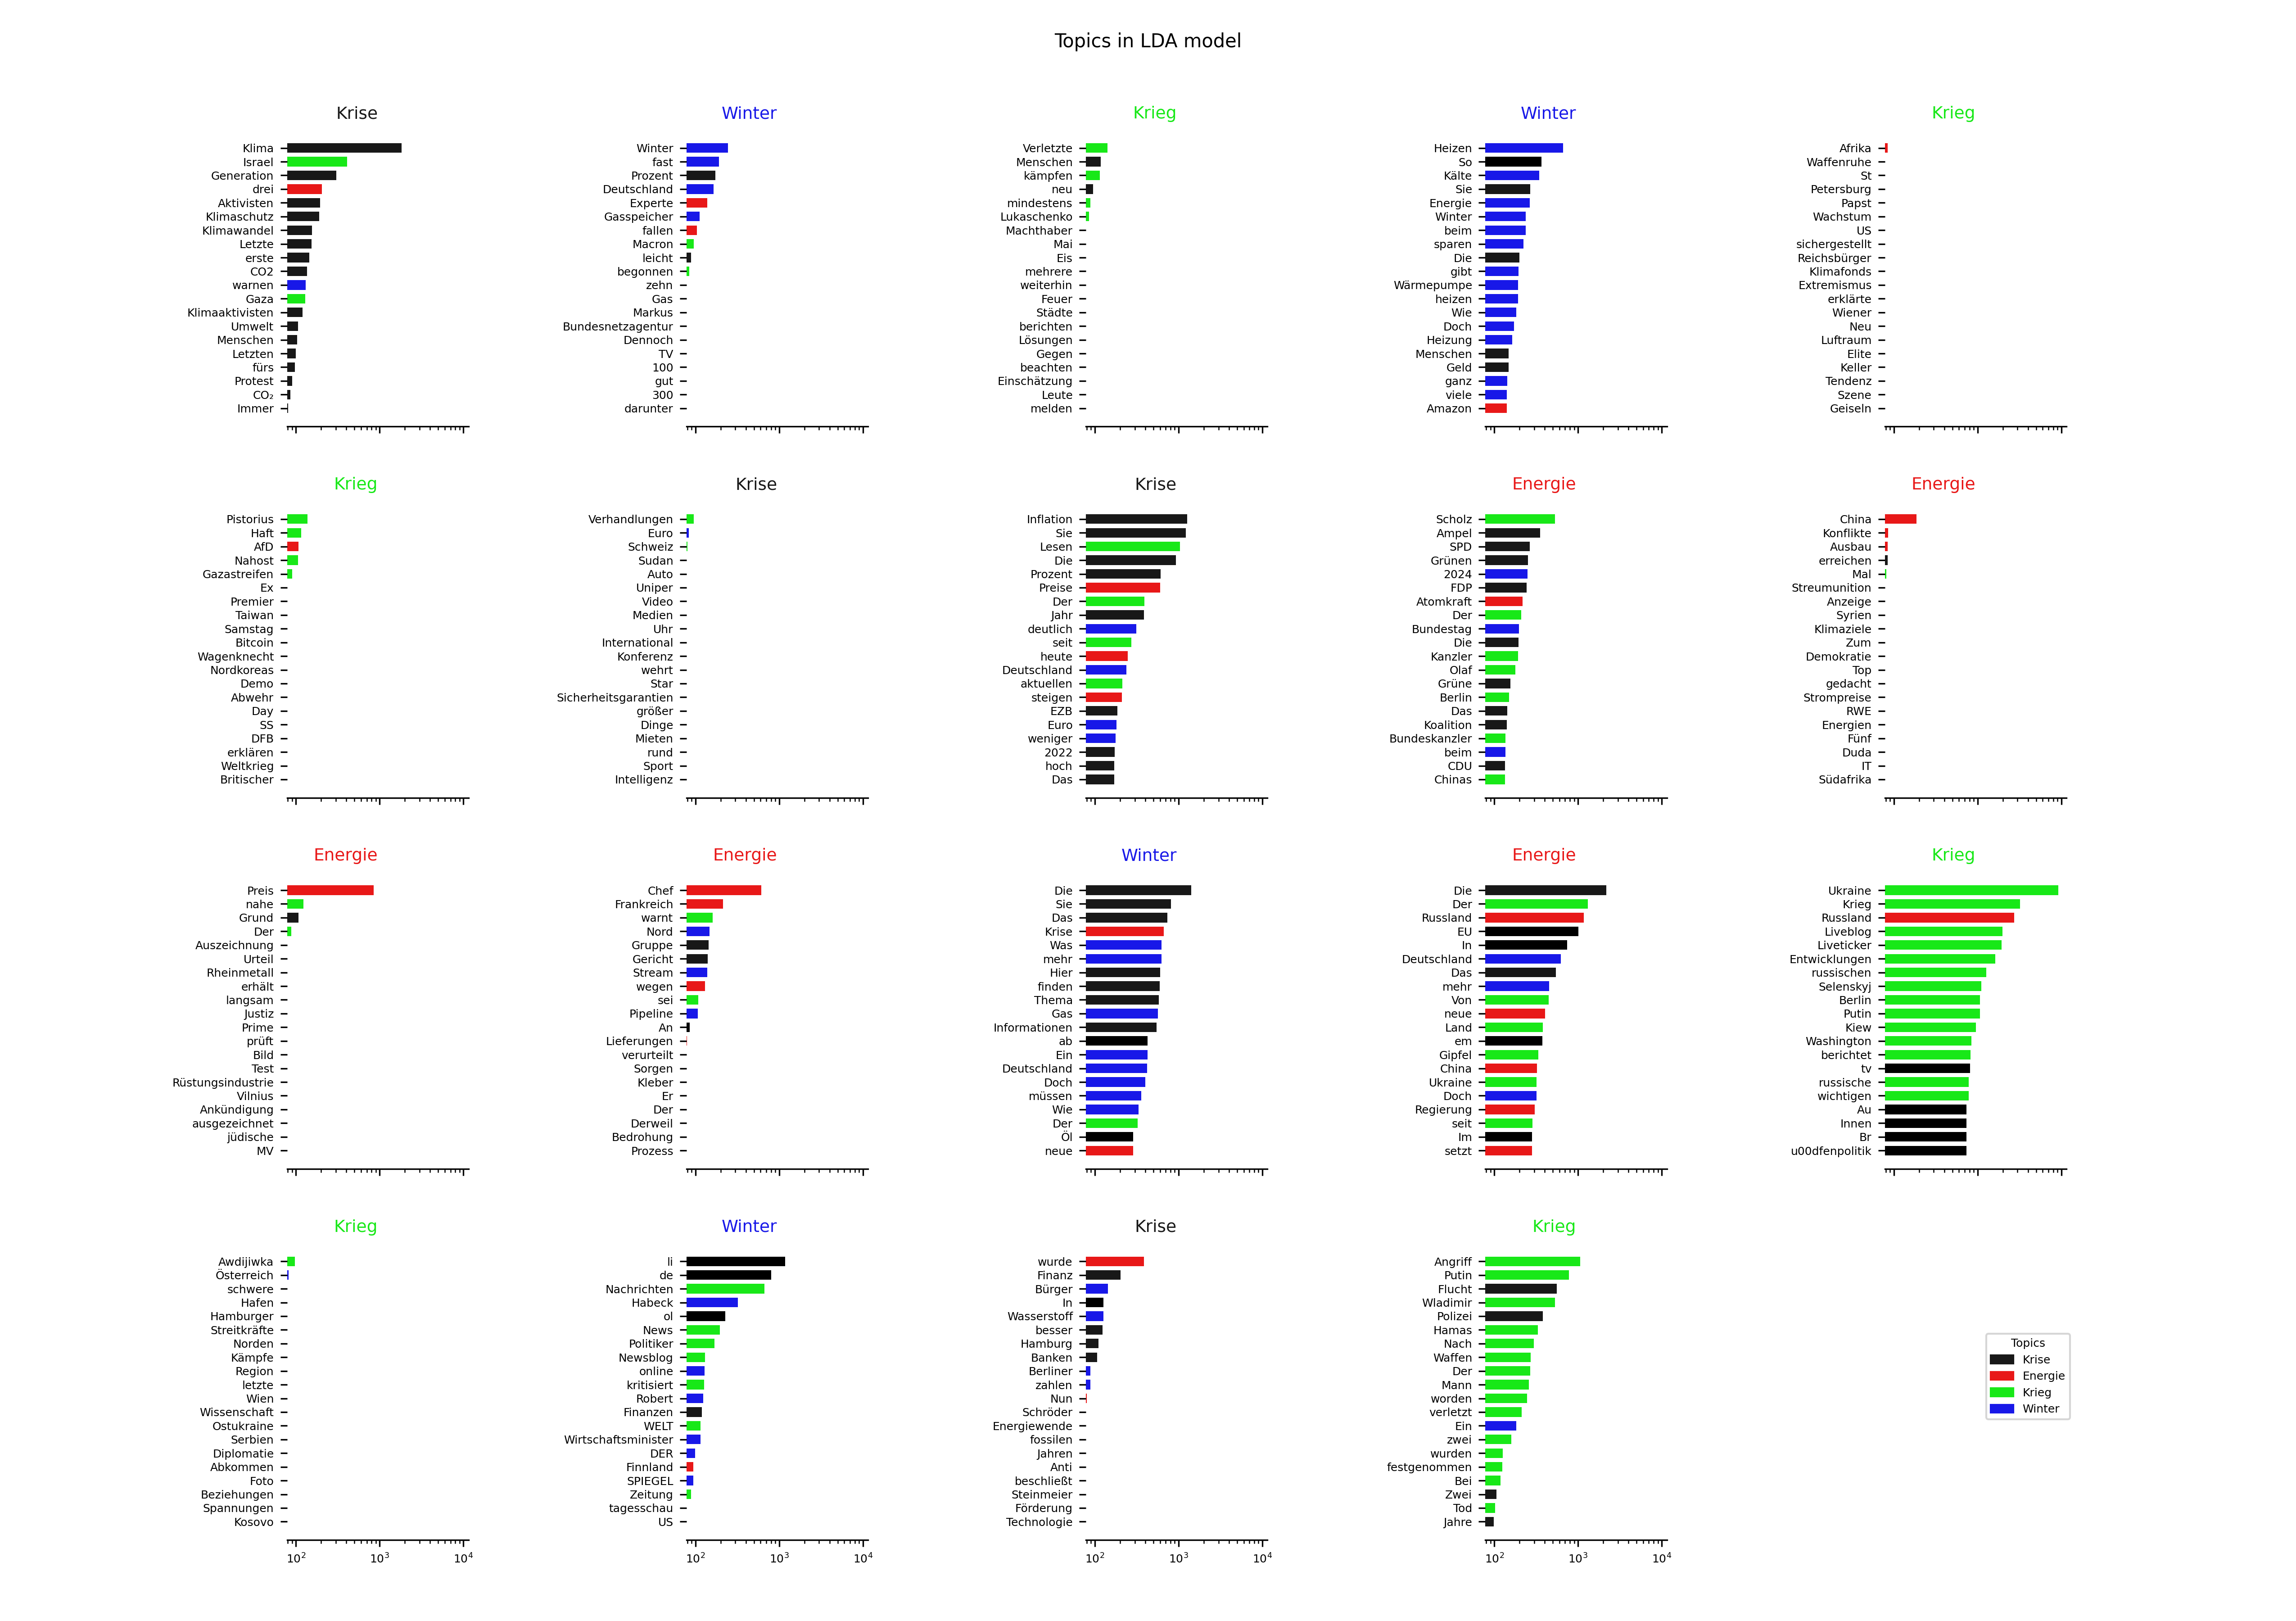 Topics in LDA model
Krise
Klima
Israel
Generation
drei
Aktivisten
Klimaschutz
Klimawandel
Letzte
erste
CO2
warnen
Gaza
Klimaaktivisten
Umwelt
Menschen
Letzten
fürs
Protest
CO₂
Immer
Winter
Winter
fast
Prozent
Deutschland
Experte
Gasspeicher
fallen
Macron
leicht
begonnen
zehn
Gas
Markus
Bundesnetzagentur
Dennoch
TV
100
gut
300
darunter
Krieg
Verletzte
Menschen
kämpfen
neu
mindestens
Lukaschenko
Machthaber
Mai
Eis
mehrere
weiterhin
Feuer
Städte
berichten
Lösungen
Gegen
beachten
Einschätzung
Leute
melden
Winter
Heizen
So
Kälte
Sie
Energie
Winter
beim
sparen
Die
gibt
Wärmepumpe
heizen
Wie
Doch
Heizung
Menschen
Geld
ganz
viele
Amazon
Krieg
Afrika
Waffenruhe
St
Petersburg
Papst
Wachstum
US
sichergestellt
Reichsbürger
Klimafonds
Extremismus
erklärte
Wiener
Neu
Luftraum
Elite
Keller
Tendenz
Szene
Geiseln
Krieg
Pistorius
Haft
AfD
Nahost
Gazastreifen
Ex
Premier
Taiwan
Samstag
Bitcoin
Wagenknecht
Nordkoreas
Demo
Abwehr
Day
SS
DFB
erklären
Weltkrieg
Britischer
Krise
Verhandlungen
Euro
Schweiz
Sudan
Auto
Uniper
Video
Medien
Uhr
International
Konferenz
wehrt
Star
Sicherheitsgarantien
größer
Dinge
Mieten
rund
Sport
Intelligenz
Krise
Inflation
Sie
Lesen
Die
Prozent
Preise
Der
Jahr
deutlich
seit
heute
Deutschland
aktuellen
steigen
EZB
Euro
weniger
2022
hoch
Das
Energie
Scholz
Ampel
SPD
Grünen
2024
FDP
Atomkraft
Der
Bundestag
Die
Kanzler
Olaf
Grüne
Berlin
Das
Koalition
Bundeskanzler
beim
CDU
Chinas
Energie
China
Konflikte
Ausbau
erreichen
Mal
Streumunition
Anzeige
Syrien
Klimaziele
Zum
Demokratie
Top
gedacht
Strompreise
RWE
Energien
Fünf
Duda
IT
Südafrika
Energie
Preis
nahe
Grund
Der
Auszeichnung
Urteil
Rheinmetall
erhält
langsam
Justiz
Prime
prüft
Bild
Test
Rüstungsindustrie
Vilnius
Ankündigung
ausgezeichnet
jüdische
MV
Energie
Chef
Frankreich
warnt
Nord
Gruppe
Gericht
Stream
wegen
sei
Pipeline
An
Lieferungen
verurteilt
Sorgen
Kleber
Er
Der
Derweil
Bedrohung
Prozess
Winter
Die
Sie
Das
Krise
Was
mehr
Hier
finden
Thema
Gas
Informationen
ab
Ein
Deutschland
Doch
müssen
Wie
Der
Öl
neue
Energie
Die
Der
Russland
EU
In
Deutschland
Das
mehr
Von
neue
Land
em
Gipfel
China
Ukraine
Doch
Regierung
seit
Im
setzt
Krieg
Ukraine
Krieg
Russland
Liveblog
Liveticker
Entwicklungen
russischen
Selenskyj
Berlin
Putin
Kiew
Washington
berichtet
tv
russische
wichtigen
Au
Innen
Br
u00dfenpolitik
Krieg
Awdijiwka
Österreich
schwere
Hafen
Hamburger
Streitkräfte
Norden
Kämpfe
Region
letzte
Wien
Wissenschaft
Ostukraine
Serbien
Diplomatie
Abkommen
Foto
Beziehungen
Spannungen
Kosovo
10²
10³
10⁴
Winter
li
de
Nachrichten
Habeck
ol
News
Politiker
Newsblog
online
kritisiert
Robert
Finanzen
WELT
Wirtschaftsminister
DER
Finnland
SPIEGEL
Zeitung
tagesschau
US
10²
10³
10⁴
Krise
wurde
Finanz
Bürger
In
Wasserstoff
besser
Hamburg
Banken
Berliner
zahlen
Nun
Schröder
Energiewende
fossilen
Jahren
Anti
beschließt
Steinmeier
Förderung
Technologie
10²
10³
10⁴
Krieg
Angriff
Putin
Flucht
Wladimir
Polizei
Hamas
Nach
Waffen
Der
Mann
worden
verletzt
Ein
zwei
wurden
festgenommen
Bei
Zwei
Tod
Jahre
10²
10³
10⁴
Topics
Krise
Energie
Krieg
Winter